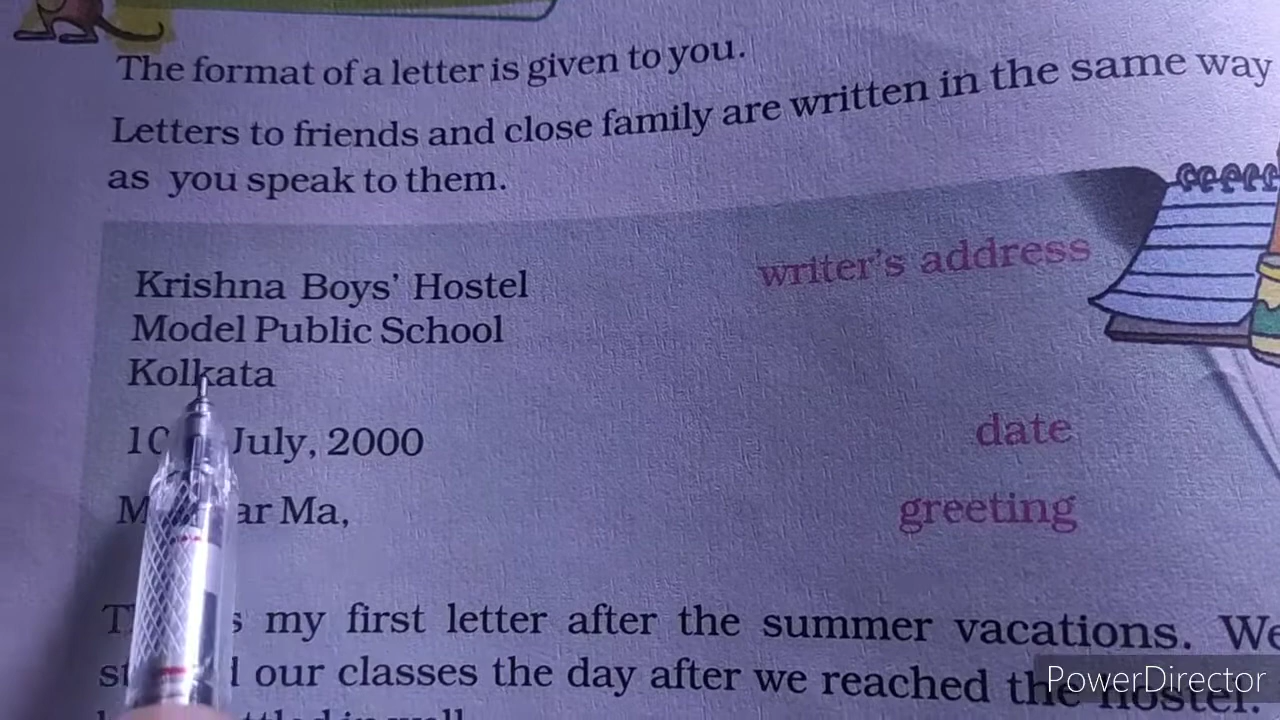 The format of a letter is given to you.
Letters to friends and close family are written in the same way
as you speak to them.
Krishna Boys' Hostel
writer's address
Model Public School
Kolkata
10 July, 2000
date
Ma,
greeting
my first letter after the summer vacations. We
our classes the day after we reached the hostel.
PowerDirector